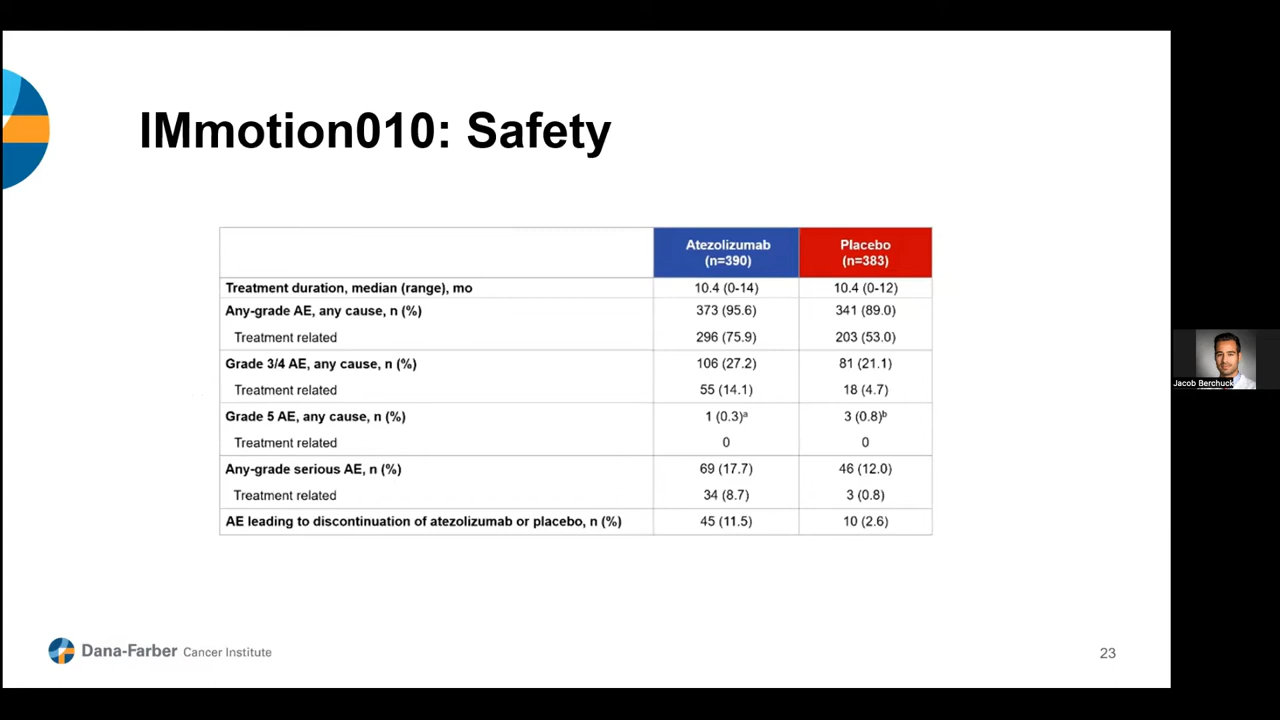 IMmotion010: Safety
Atezolizumab (n=390) Placebo (n=383)
Treatment duration, median (range), mo 10.4 (0-14) 10.4 (0-12)
Any-grade AE, any cause, n (%) 373 (95.6) 341 (89.0)
Treatment related 296 (75.9) 203 (53.0)
Grade 3/4 AE, any cause, n (%) 106 (27.2) 81 (21.1)
Treatment related 55 (14.1) 18 (4.7)
Grade 5 AE, any cause, n (%) 1 (0.3)ᵃ 3 (0.8)ᵇ
Treatment related 0 0
Any-grade serious AE, n (%) 69 (17.7) 46 (12.0)
Treatment related 34 (8.7) 3 (0.8)
AE leading to discontinuation of atezolizumab or placebo, n (%) 45 (11.5) 10 (2.6)
Jacob Berchuck
Dana-Farber Cancer Institute
23